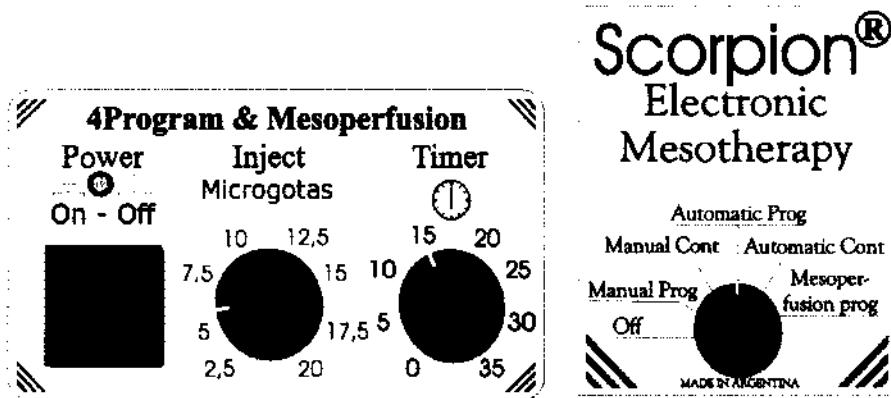 4Program & Mesoperfusion
Power
On - Off
Inject
Microgotas
2,5
5
7,5
10
12,5
15
17,5
20
Timer
0
5
10
15
20
25
30
35
Scorpion®
Electronic
Mesotherapy
Automatic Prog
Manual Cont
Automatic Cont
Manual Prog
Mesoper-
fusion prog
Off
MADE IN ARGENTINA